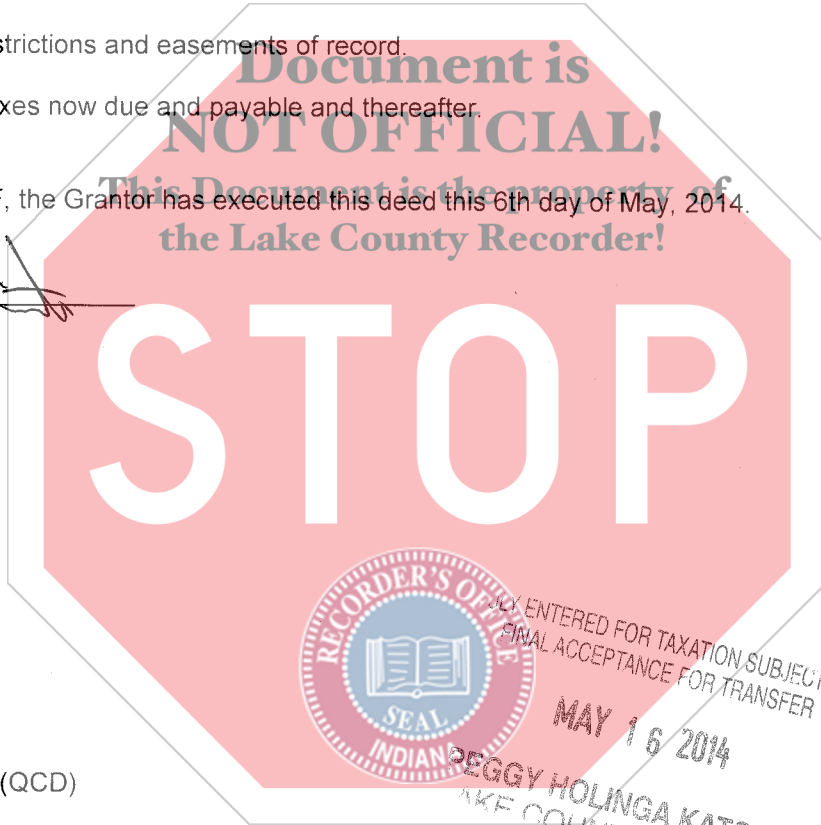 strictions and easements of record.
Document is
xes now due and payable and thereafter.
NOT OFFICIAL!
This Document is the property of
, the Grantor has executed this deed this 6th day of May, 2014.
the Lake County Recorder!
STOP
RECORDER'S OFFICE
SEAL
INDIANA
ENTERED FOR TAXATION SUBJECT
FINAL ACCEPTANCE FOR TRANSFER
MAY 16 2014
PEGGY HOLINGA
(QCD)